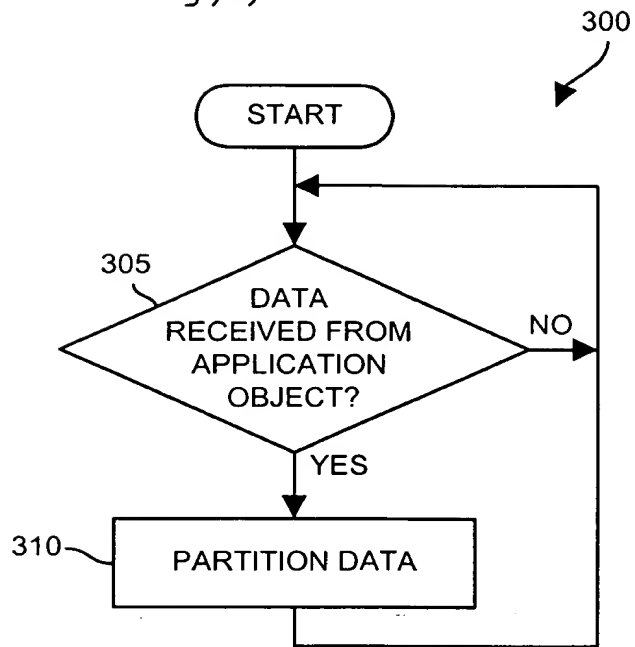 300
START
305
DATA
RECEIVED FROM
APPLICATION
OBJECT?
NO
YES
310
PARTITION DATA